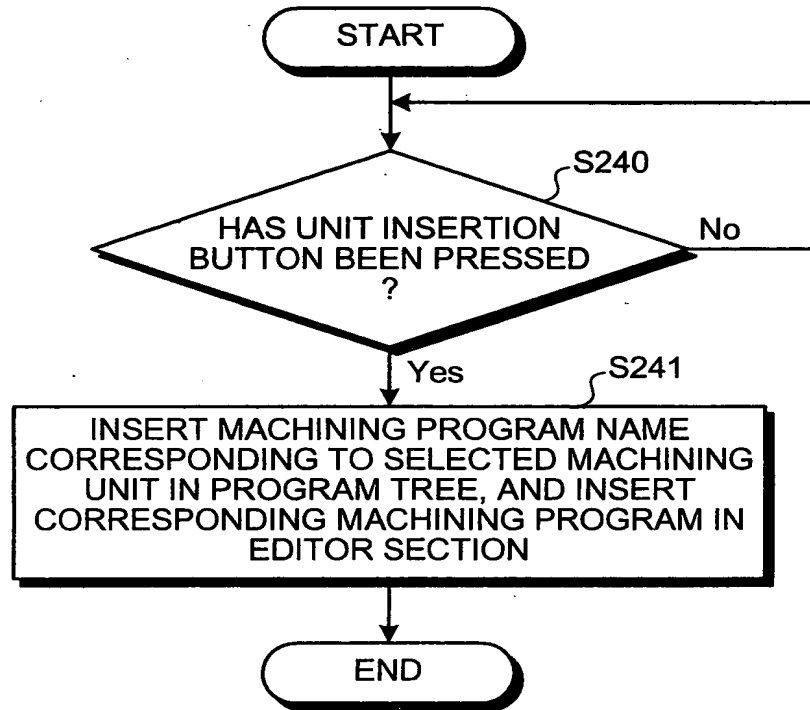 START
S240
HAS UNIT INSERTION
BUTTON BEEN PRESSED
?
No
Yes
S241
INSERT MACHINING PROGRAM NAME
CORRESPONDING TO SELECTED MACHINING
UNIT IN PROGRAM TREE, AND INSERT
CORRESPONDING MACHINING PROGRAM IN
EDITOR SECTION
END